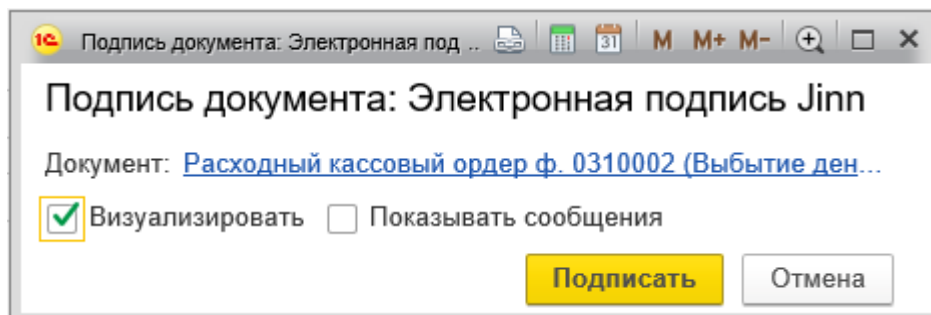 1С Подпись документа: Электронная под .. 31 M M+ M-
Подпись документа: Электронная подпись Jinn
Документ: Расходный кассовый ордер ф. 0310002 (Выбытие ден...
Визуализировать Показывать сообщения
Подписать Отмена